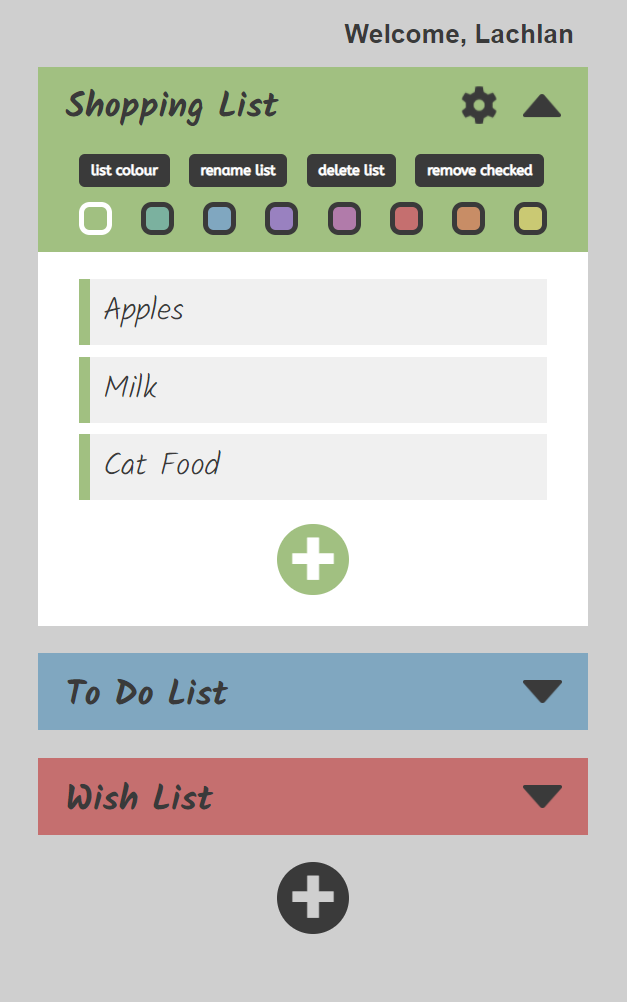 Welcome, Lachlan
Shopping List
list colour rename list delete list remove checked
Apples
Milk
Cat Food
To Do List
Wish List